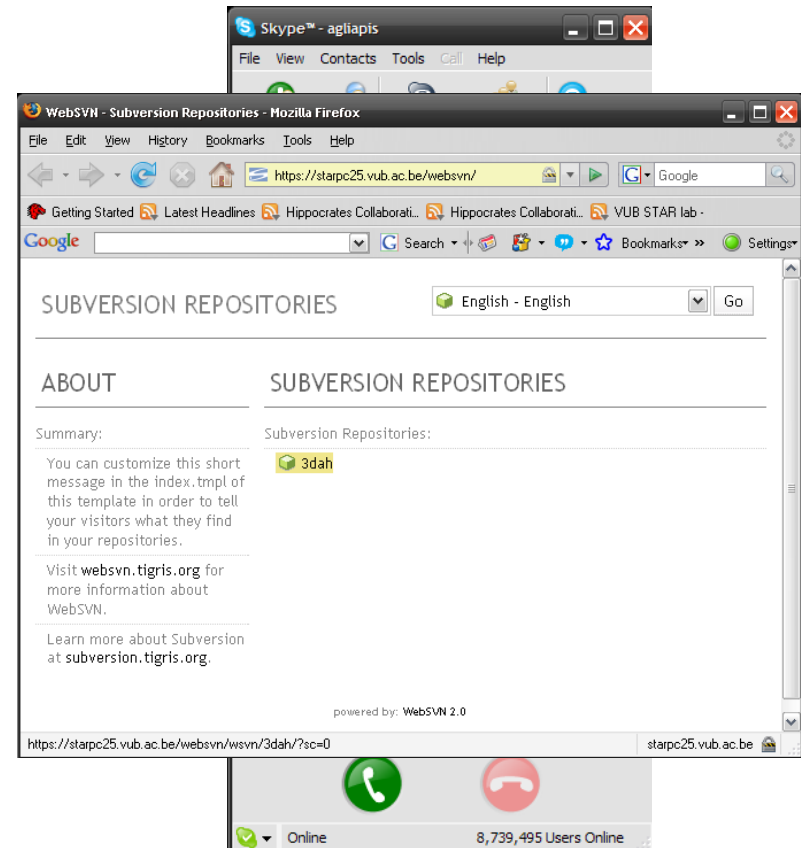 Skype™ - agliapis
File View Contacts Tools Call Help
WebSVN - Subversion Repositories - Mozilla Firefox
File Edit View History Bookmarks Tools Help
https://starpc25.vub.ac.be/websvn/ G Google
Getting Started Latest Headlines Hippocrates Collaborati... Hippocrates Collaborati... VUB STAR lab -
Google G Search Bookmarks Settings
SUBVERSION REPOSITORIES English - English Go
ABOUT
Summary:
You can customize this short
message in the index.tmpl of
this template in order to tell
your visitors what they find
in your repositories.
Visit websvn.tigris.org for
more information about
WebSVN.
Learn more about Subversion
at subversion.tigris.org.
SUBVERSION REPOSITORIES
Subversion Repositories:
3dah
powered by: WebSVN 2.0
https://starpc25.vub.ac.be/websvn/wsvn/3dah/?sc=0 starpc25.vub.ac.be
Online 8,739,495 Users Online